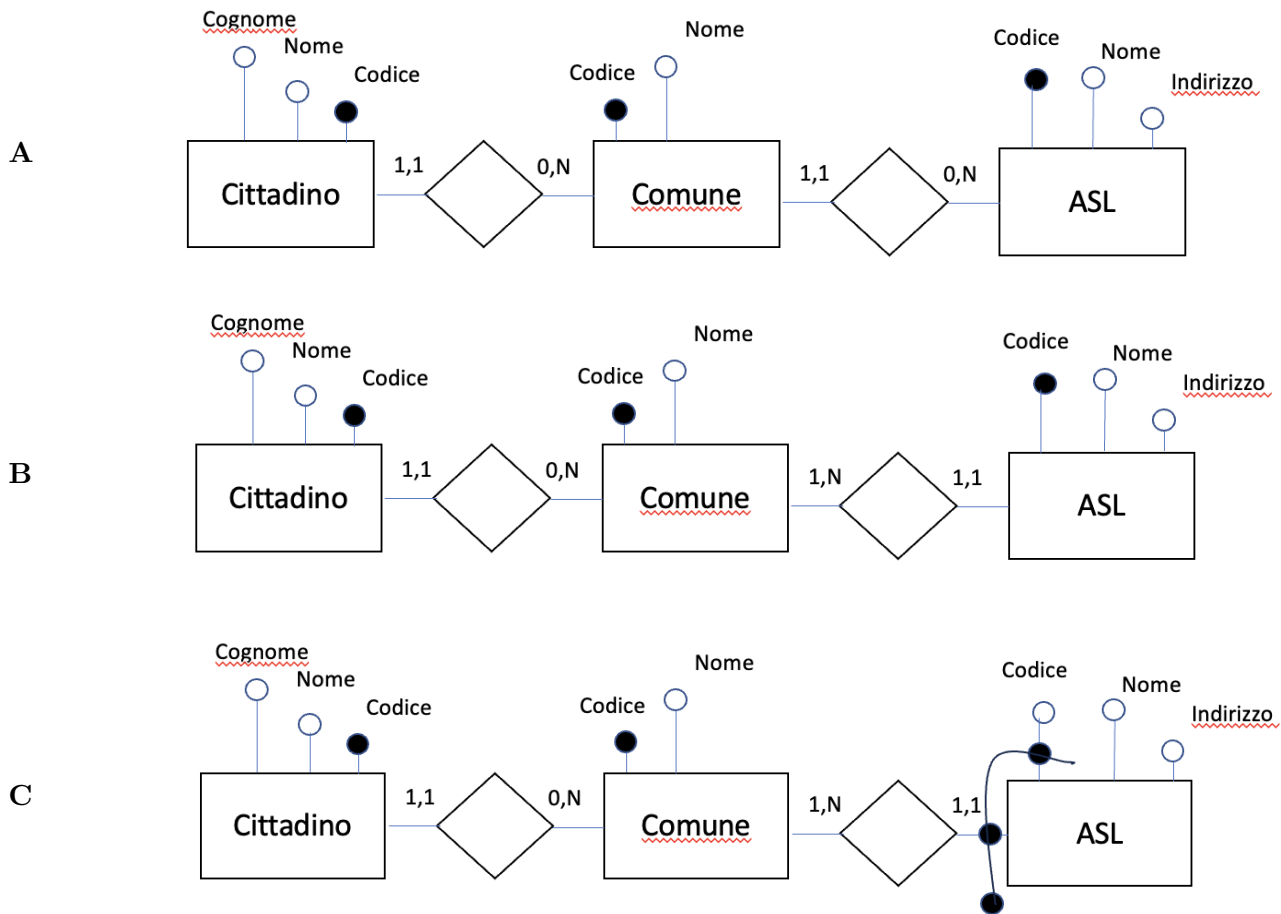 A
Cognome
Nome
Codice
Cittadino
1,1
0,N
Codice
Nome
Comune
1,1
0,N
Codice
Nome
Indirizzo
ASL
B
Cognome
Nome
Codice
Cittadino
1,1
0,N
Codice
Nome
Comune
1,N
1,1
Codice
Nome
Indirizzo
ASL
C
Cognome
Nome
Codice
Cittadino
1,1
0,N
Codice
Nome
Comune
1,N
1,1
Codice
Nome
Indirizzo
ASL